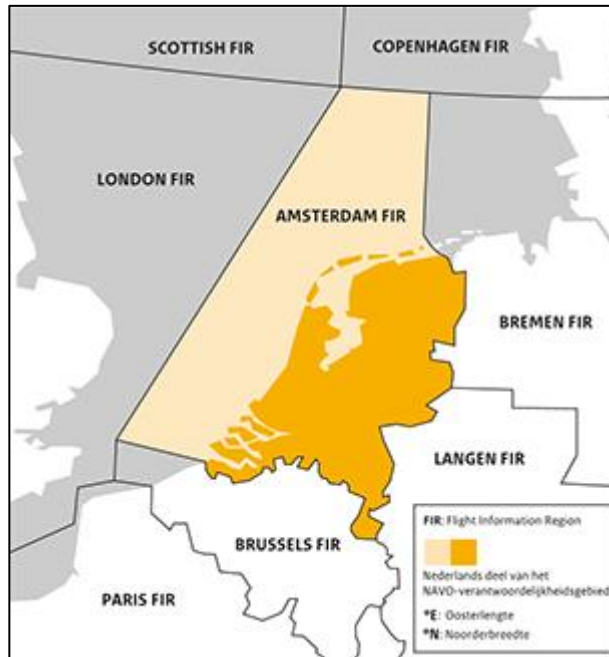 SCOTTISH FIR
COPENHAGEN FIR
LONDON FIR
AMSTERDAM FIR
BREMEN FIR
LANGEN FIR
BRUSSELS FIR
PARIS FIR
FIR: Flight Information Region
Nederlands deel van het
NAVO-verantwoordelijkheidsgebied
°E: Oosterlengte
°N: Noorderbreedte